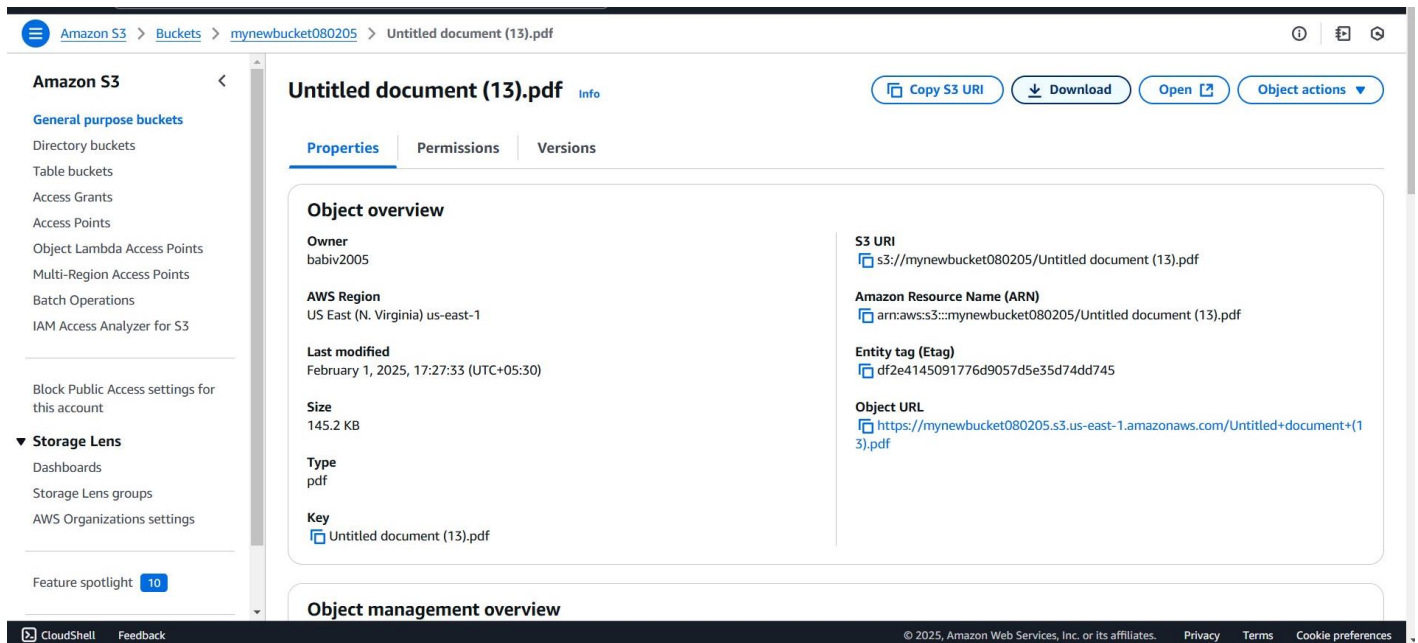 Amazon S3 > Buckets > mynewbucket080205 > Untitled document (13).pdf
Amazon S3
General purpose buckets
Directory buckets
Table buckets
Access Grants
Access Points
Object Lambda Access Points
Multi-Region Access Points
Batch Operations
IAM Access Analyzer for S3
Block Public Access settings for
this account
Storage Lens
Dashboards
Storage Lens groups
AWS Organizations settings
Feature spotlight 10
Untitled document (13).pdf Info
Copy S3 URI Download Open Object actions
Properties Permissions Versions
Object overview
Owner
babiv2005
AWS Region
US East (N. Virginia) us-east-1
Last modified
February 1, 2025, 17:27:33 (UTC+05:30)
Size
145.2 KB
Type
pdf
Key
Untitled document (13).pdf
S3 URI
s3://mynewbucket080205/Untitled document (13).pdf
Amazon Resource Name (ARN)
arn:aws:s3:::mynewbucket080205/Untitled document (13).pdf
Entity tag (Etag)
df2e4145091776d9057d5e35d74dd745
Object URL
https://mynewbucket080205.s3.us-east-1.amazonaws.com/Untitled+document+(1
3).pdf
Object management overview
CloudShell Feedback © 2025, Amazon Web Services, Inc. or its affiliates. Privacy Terms Cookie preferences